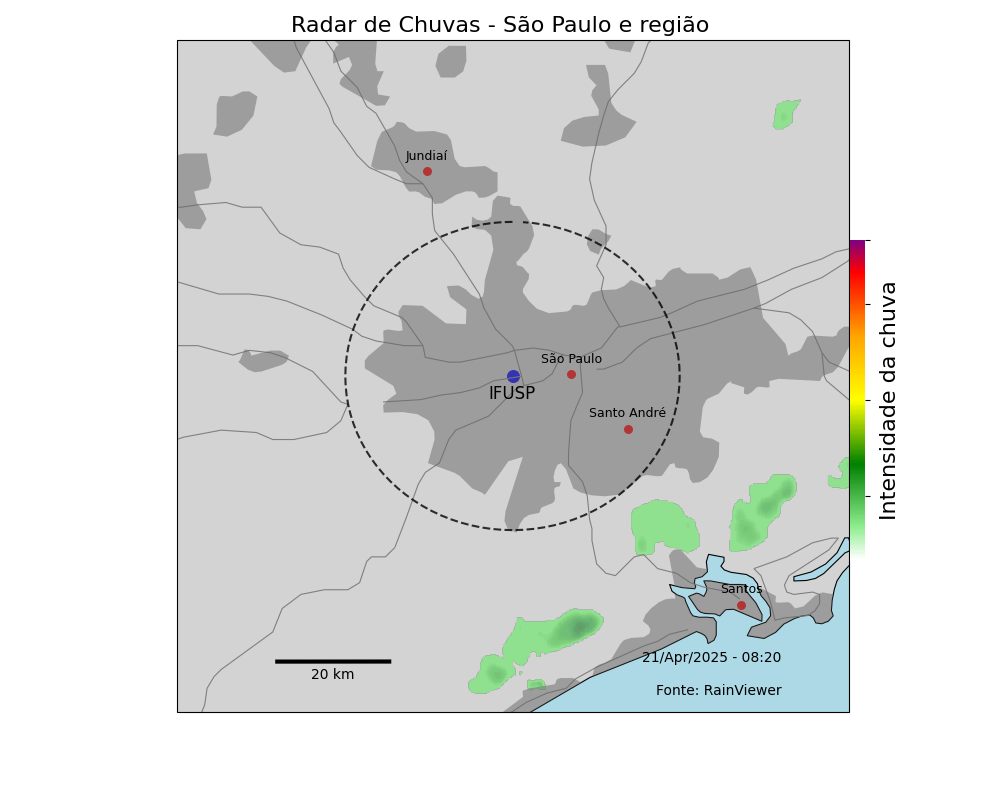 Radar de Chuvas - São Paulo e região
Jundiaí
São Paulo
IFUSP
Santo André
Intensidade da chuva
Santos
21/Apr/2025 - 08:20
20 km
Fonte: RainViewer